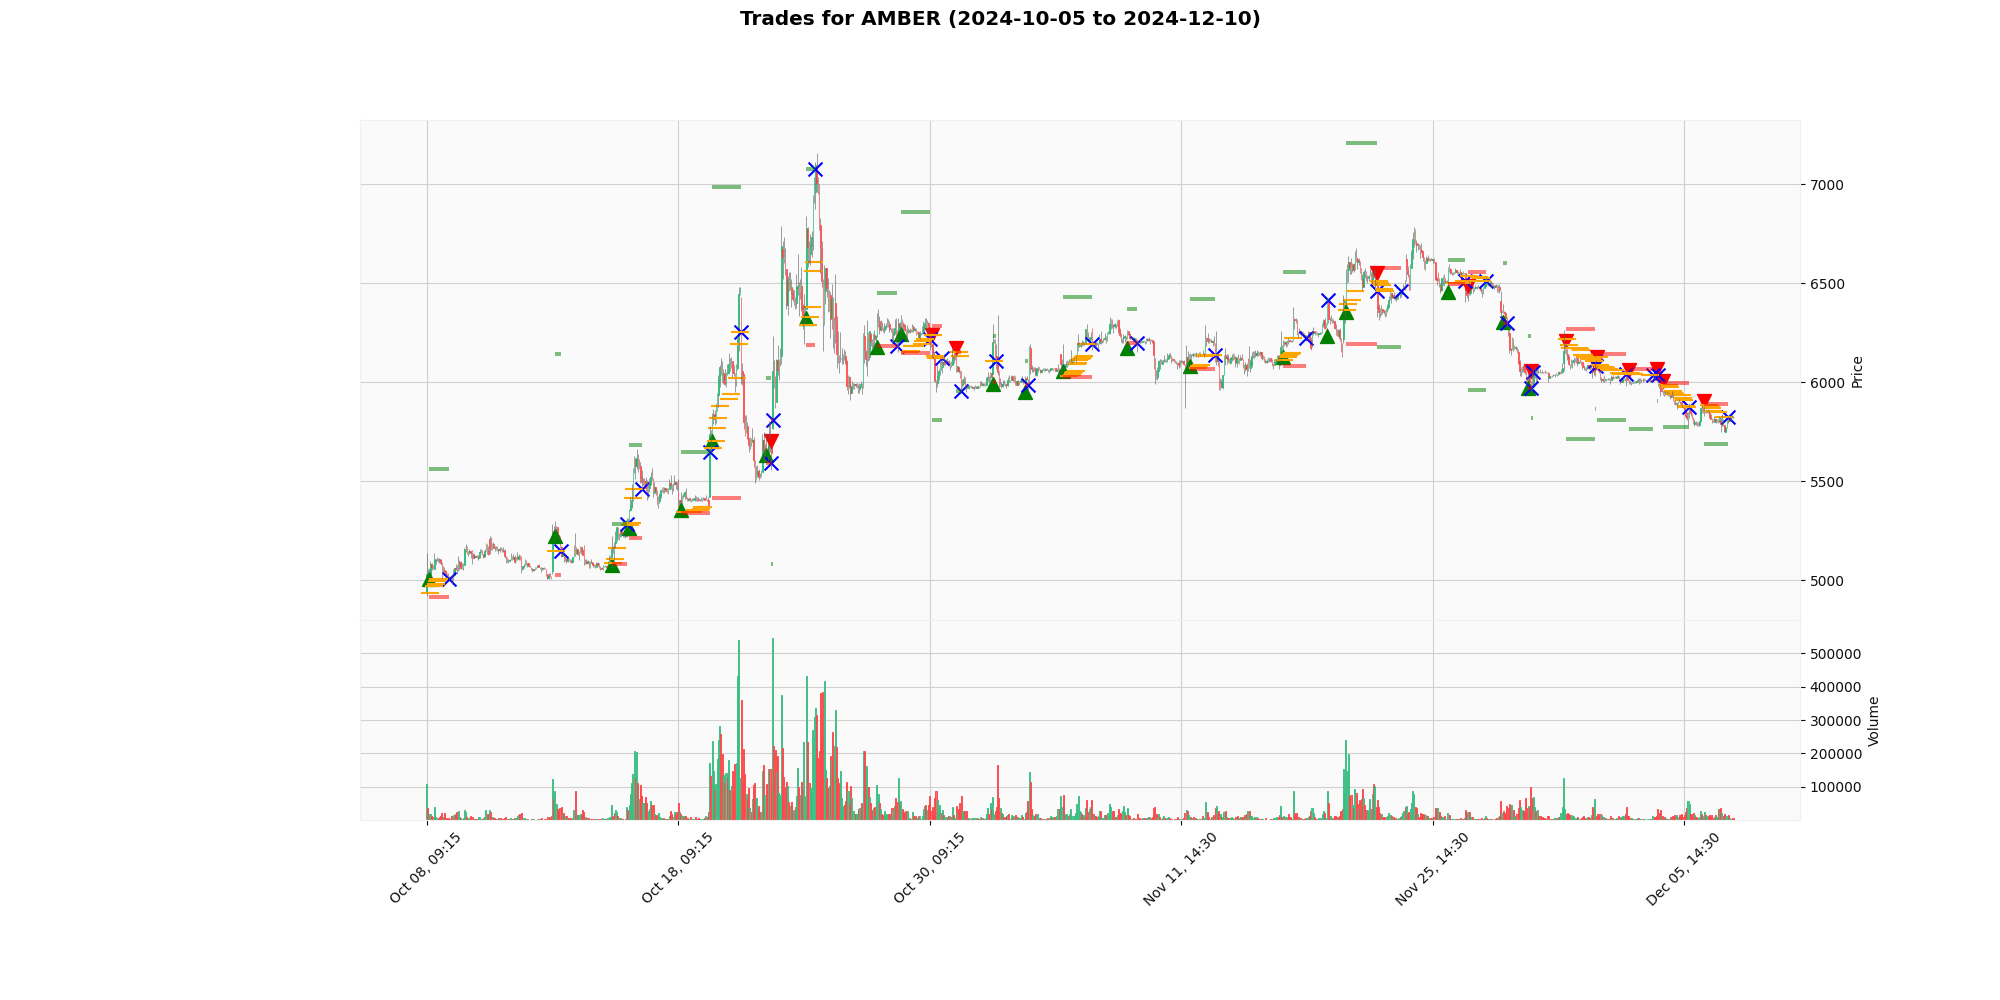 Trades for AMBER (2024-10-05 to 2024-12-10)
7000
6500
6000
5500
5000
Price
500000
400000
300000
200000
100000
Volume
Oct 08, 09:15
Oct 18, 09:15
Oct 30, 09:15
Nov 11, 14:30
Nov 25, 14:30
Dec 05, 14:30